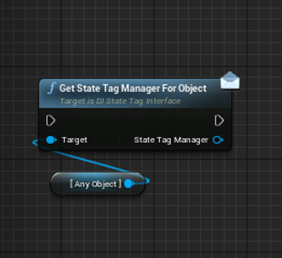 f Get State Tag Manager For Object
Target is DI State Tag Interface
Target
State Tag Manager
[ Any Object ]